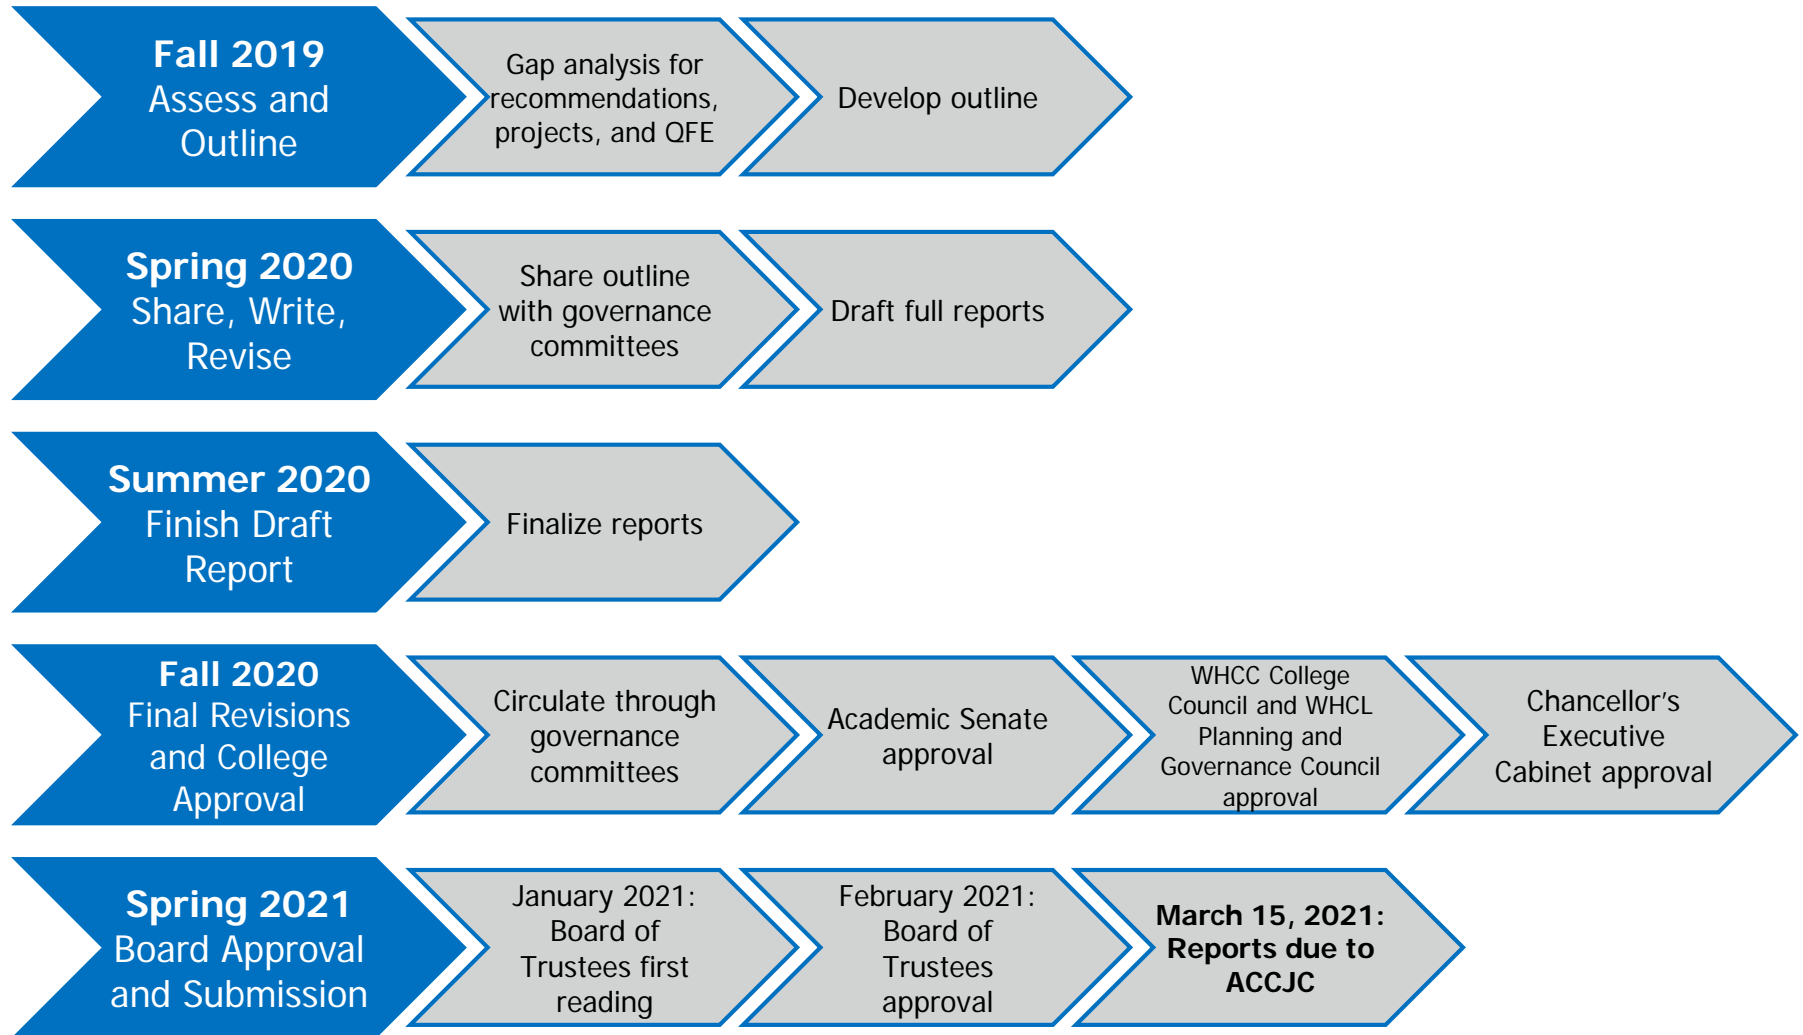 Fall 2019
Assess and
Outline
Gap analysis for
recommendations,
projects, and QFE
Develop outline
Spring 2020
Share, Write,
Revise
Share outline
with governance
committees
Draft full reports
Summer 2020
Finish Draft
Report
Finalize reports
Fall 2020
Final Revisions
and College
Approval
Circulate through
governance
committees
Academic Senate
approval
WHCC College
Council and WHCL
Planning and
Governance Council
approval
Chancellor’s
Executive
Cabinet approval
Spring 2021
Board Approval
and Submission
January 2021:
Board of
Trustees first
reading
February 2021:
Board of
Trustees
approval
March 15, 2021:
Reports due to
ACCJC